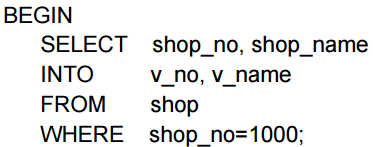 BEGIN
SELECT shop_no, shop_name
INTO v_no, v_name
FROM shop
WHERE shop_no=1000;